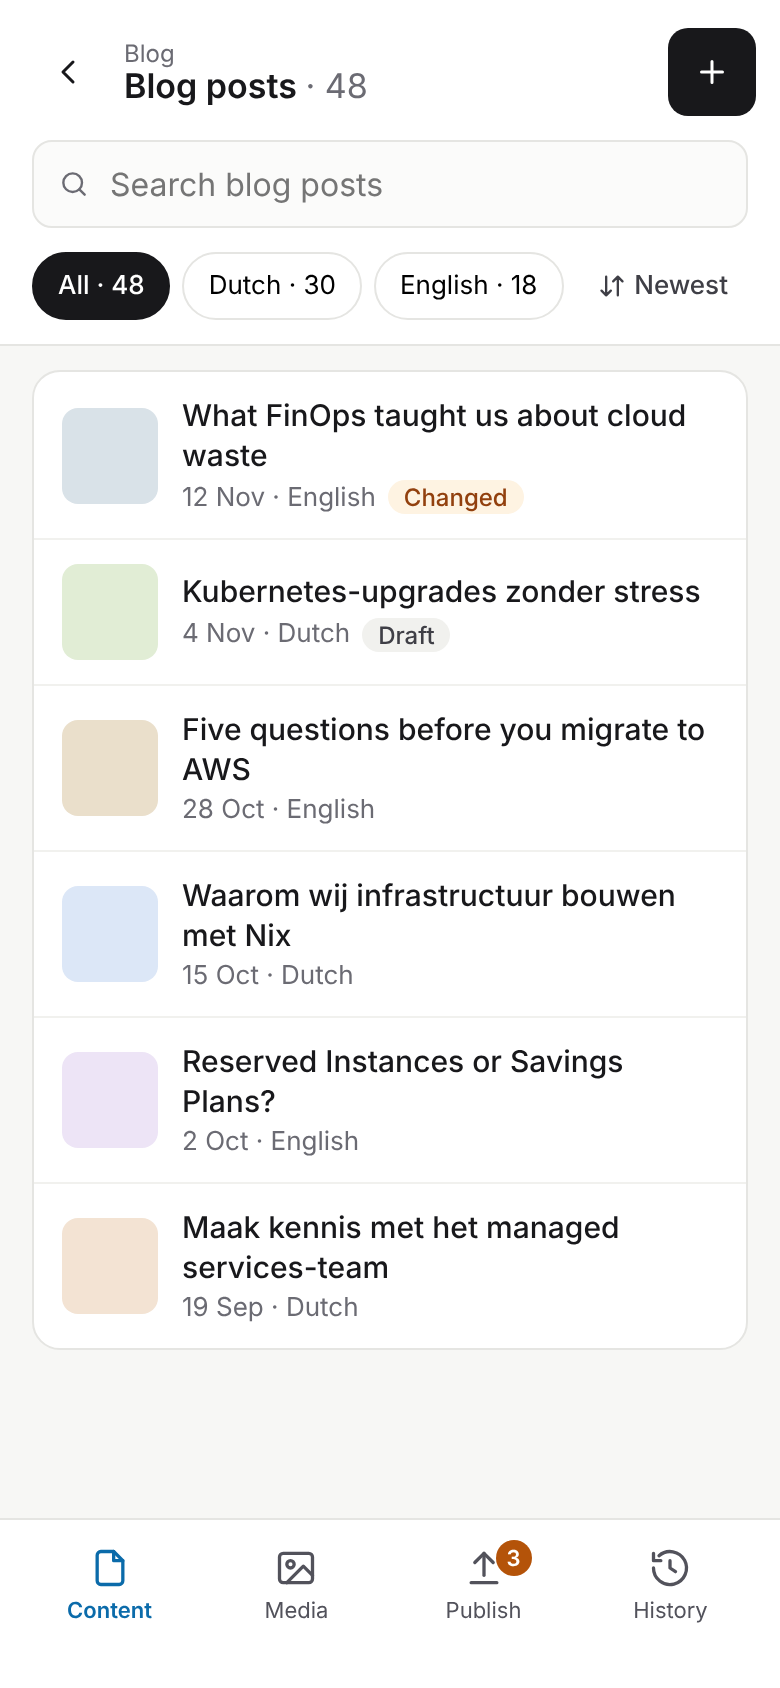 Blog
Blog posts · 48
Search blog posts
All · 48
Dutch · 30
English · 18
Newest
What FinOps taught us about cloud
waste
12 Nov · English Changed
Kubernetes-upgrades zonder stress
4 Nov · Dutch Draft
Five questions before you migrate to
AWS
28 Oct · English
Waarom wij infrastructuur bouwen
met Nix
15 Oct · Dutch
Reserved Instances or Savings
Plans?
2 Oct · English
Maak kennis met het managed
services-team
19 Sep · Dutch
3
Content
Media
Publish
History